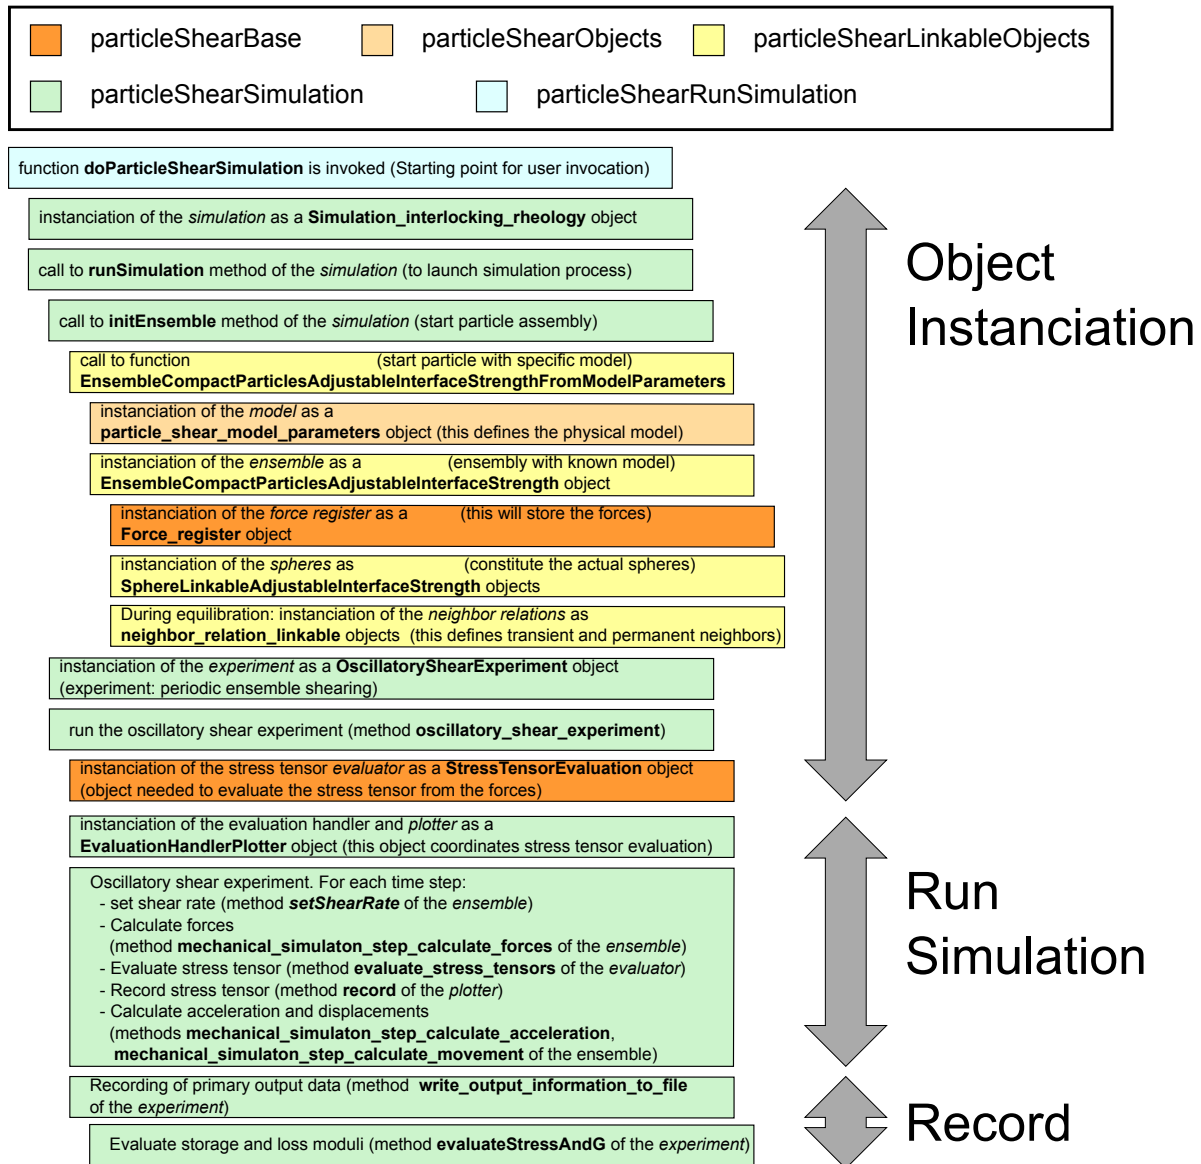 particleShearBase particleShearObjects particleShearLinkableObjects
particleShearSimulation particleShearRunSimulation
function doParticleShearSimulation is invoked (Starting point for user invocation)
instanciation of the simulation as a Simulation_interlocking_rheology object
call to runSimulation method of the simulation (to launch simulation process)
call to initEnsemble method of the simulation (start particle assembly)
call to function (start particle with specific model)
EnsembleCompactParticlesAdjustableInterfaceStrengthFromModelParameters
instanciation of the model as a
particle_shear_model_parameters object (this defines the physical model)
instanciation of the ensemble as a (ensembly with known model)
EnsembleCompactParticlesAdjustableInterfaceStrength object
instanciation of the force register as a (this will store the forces)
Force_register object
instanciation of the spheres as (constitute the actual spheres)
SphereLinkableAdjustableInterfaceStrength objects
During equilibration: instanciation of the neighbor relations as
neighbor_relation_linkable objects (this defines transient and permanent neighbors)
instanciation of the experiment as a OscillatoryShearExperiment object
(experiment: periodic ensemble shearing)
run the oscillatory shear experiment (method oscillatory_shear_experiment)
instanciation of the stress tensor evaluator as a StressTensorEvaluation object
(object needed to evaluate the stress tensor from the forces)
Object
Instanciation
instanciation of the evaluation handler and plotter as a
EvaluationHandlerPlotter object (this object coordinates stress tensor evaluation)
Oscillatory shear experiment. For each time step:
- set shear rate (method setShearRate of the ensemble)
- Calculate forces
(method mechanical_simulaton_step_calculate_forces of the ensemble)
- Evaluate stress tensor (method evaluate_stress_tensors of the evaluator)
- Record stress tensor (method record of the plotter)
- Calculate acceleration and displacements
(methods mechanical_simulaton_step_calculate_acceleration,
mechanical_simulaton_step_calculate_movement of the ensemble)
Run
Simulation
Recording of primary output data (method write_output_information_to_file
of the experiment)
Evaluate storage and loss moduli (method evaluateStressAndG of the experiment)
Record